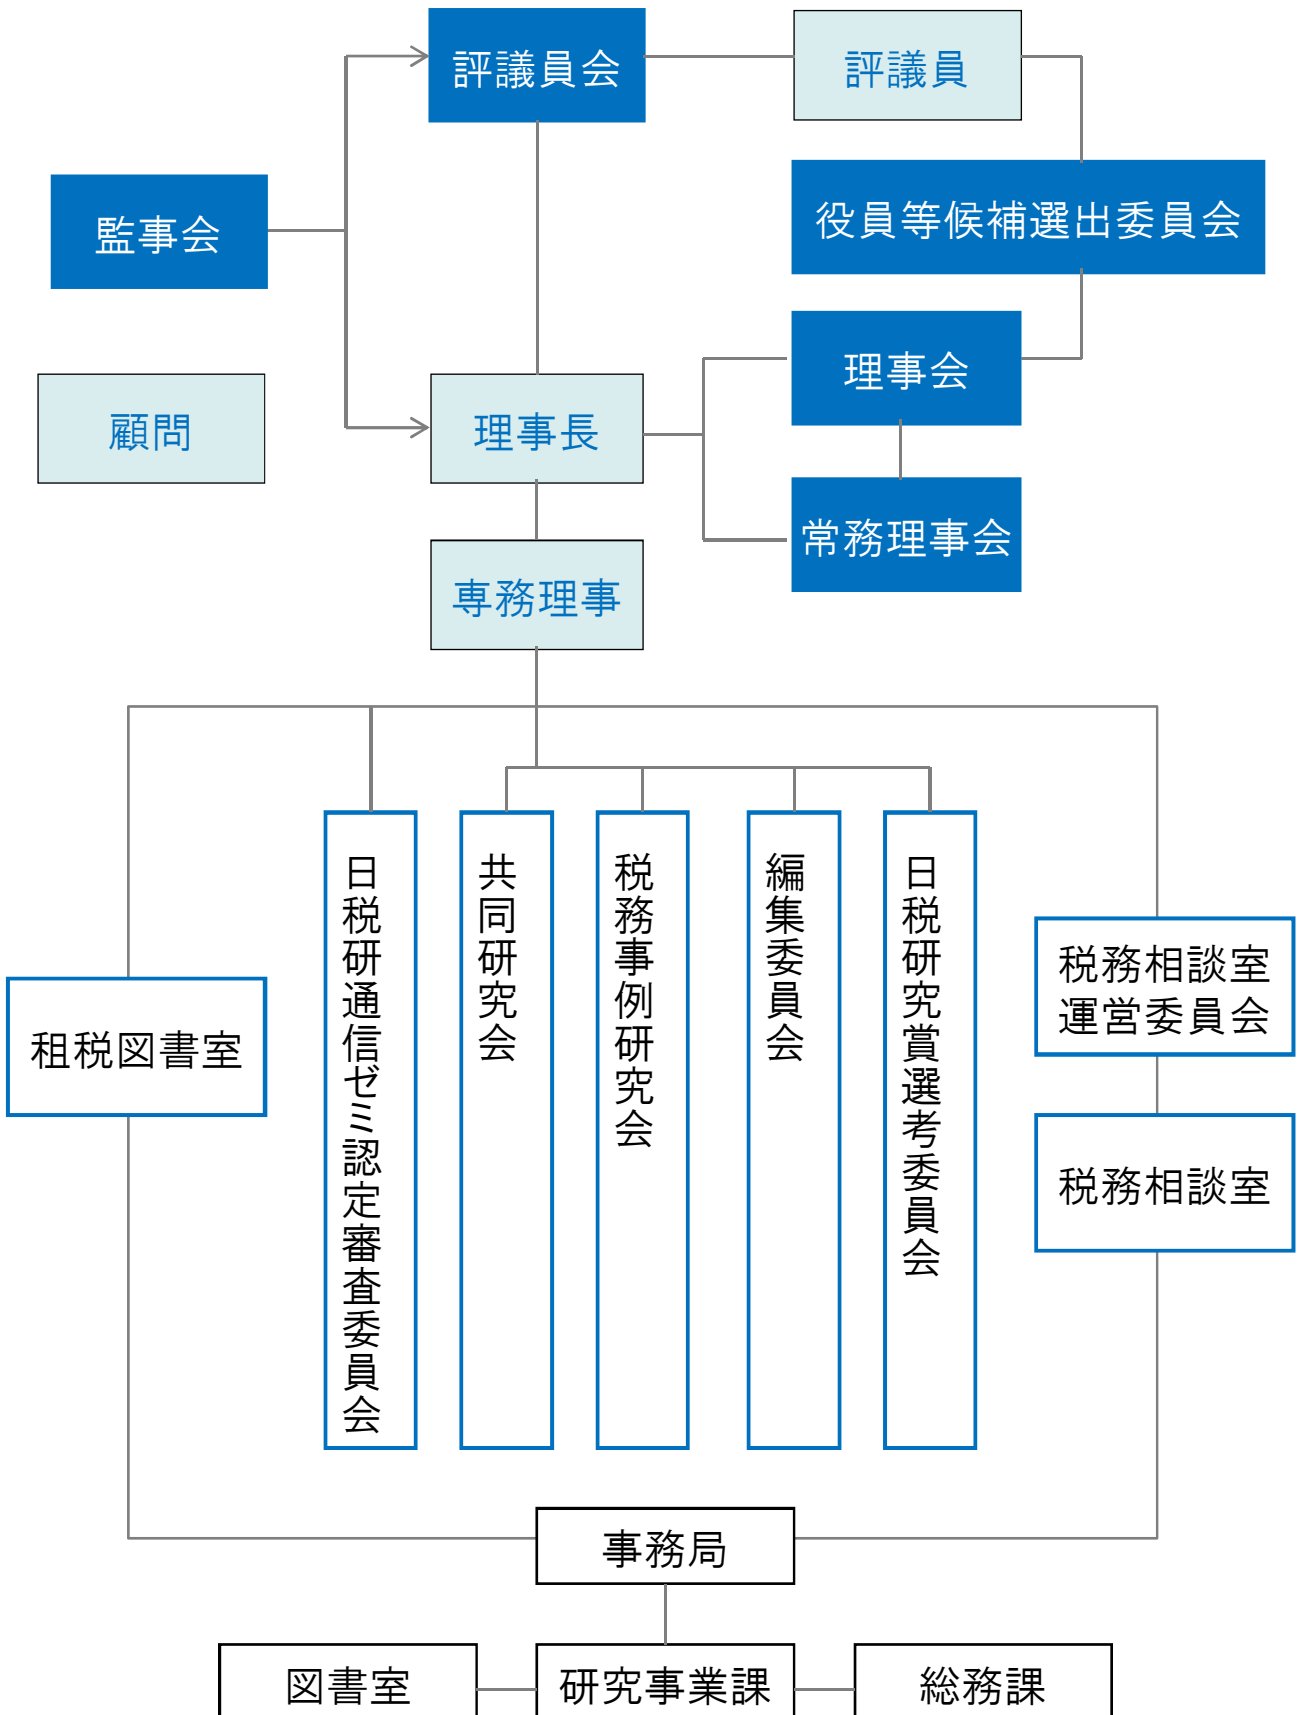 評議員会
評議員
監事会
役員等候補選出委員会
理事会
顧問
理事長
常務理事会
専務理事
日税研通信ゼミ認定審査委員会
共同研究会
税務事例研究会
編集委員会
日税研究賞選考委員会
租税図書室
税務相談室
運営委員会
税務相談室
事務局
図書室
研究事業課
総務課